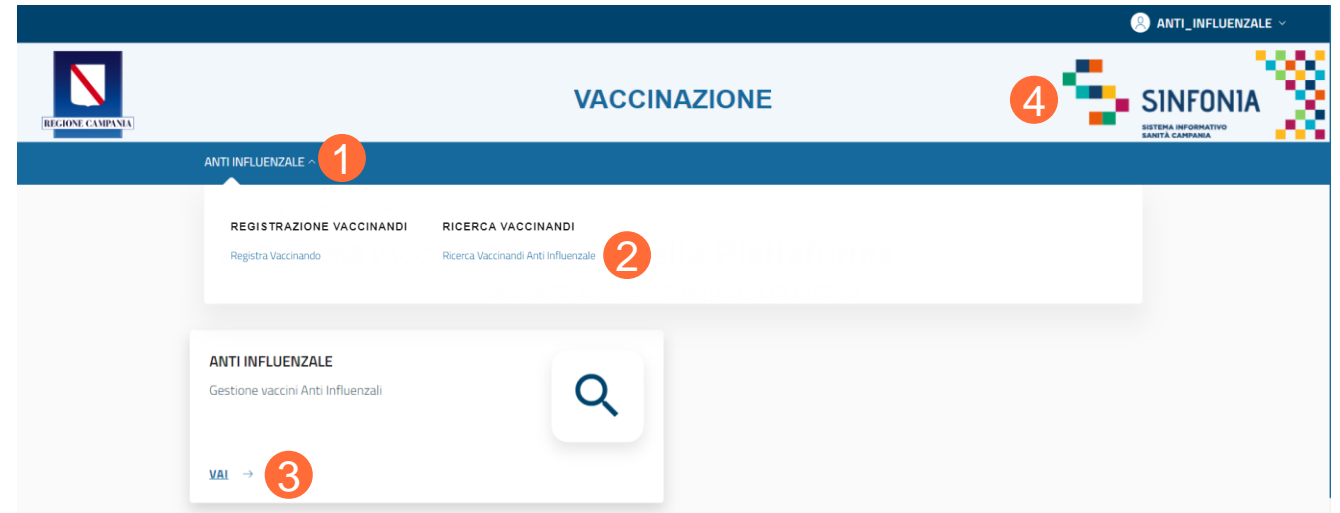 ANTI_INFLUENZALE
REGIONE CAMPANIA
VACCINAZIONE
4
SINFONIA
SISTEMA INFORMATIVO
SANITÀ CAMPANIA
ANTI INFLUENZALE
1
REGISTRAZIONE VACCINANDI
RICERCA VACCINANDI
Registra Vaccinando
Ricerca Vaccinandi Anti Influenzale
2
ANTI INFLUENZALE
Gestione vaccini Anti Influenzali
VAI →
3